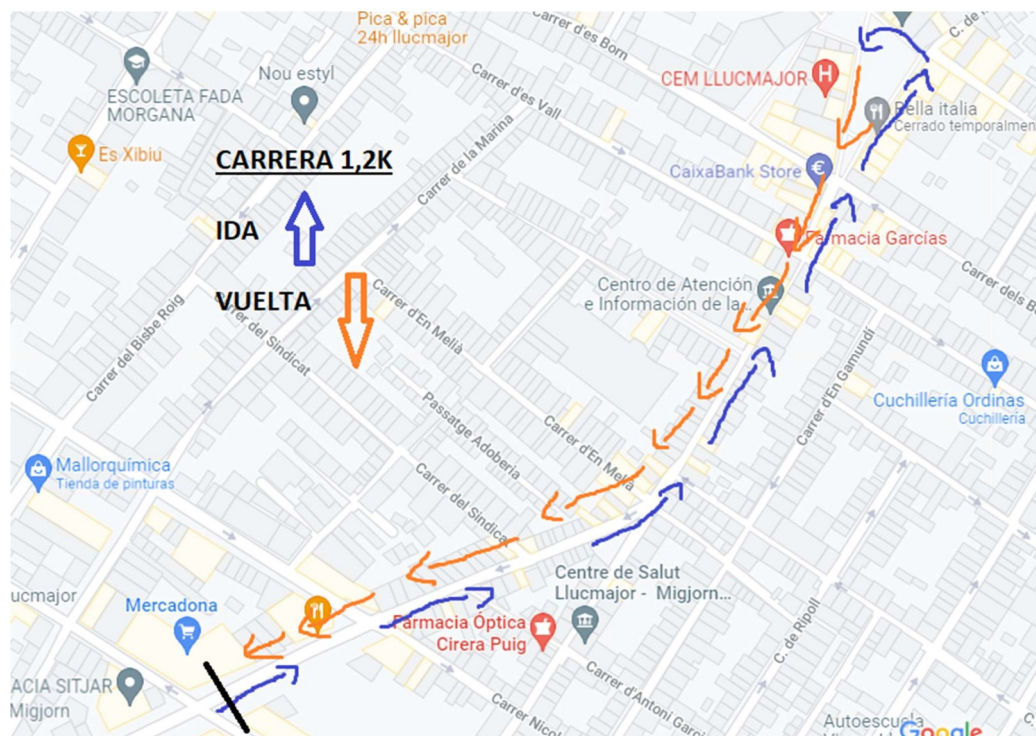 Pica & pica
24h llucmajor
Carrer d'es Born
C. de
Nou estyl
ESCOLETA FADA
MORGANA
Carrer d'es Vall
CEM LLUCMAJOR
H
Bella italia
Cerrado temporalmen
Es Xibiu
Carrer de la Marina
CARRERA 1,2K
CaixaBank Store
€
IDA
Farmacia Garcías
VUELTA
Centro de Atención
e Información de la...
Carrer dels B
Carrer del Bisbe Roig
Carrer del Sindicat
Carrer d'En Melià
Carrer d'En Gamundí
Cuchillería Ordinas
Cuchillería
Passatge Adoberia
Carrer d'En Melià
Mallorquímica
Tienda de pinturas
Carrer del Sindicat
ucmajor
Mercadona
Centre de Salut
Llucmajor - Migjorn...
Farmacia Óptica
Cirera Puig
C. de Ripoll
ACIA SITJAR
Migjorn
Carrer d'Antoni Garc
Carrer Nico
Autoescuela
Google